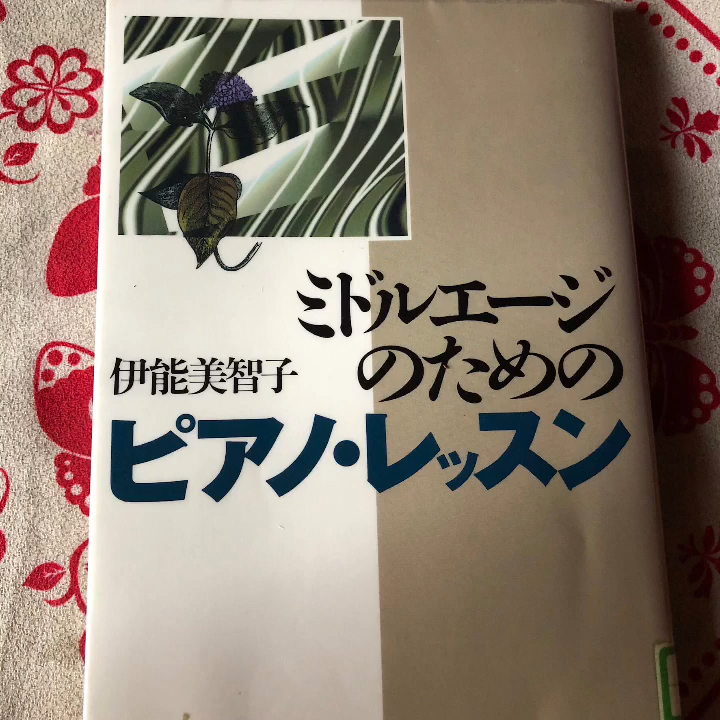 ミドルエージ
のための
伊能美智子
ピアノ・レッスン